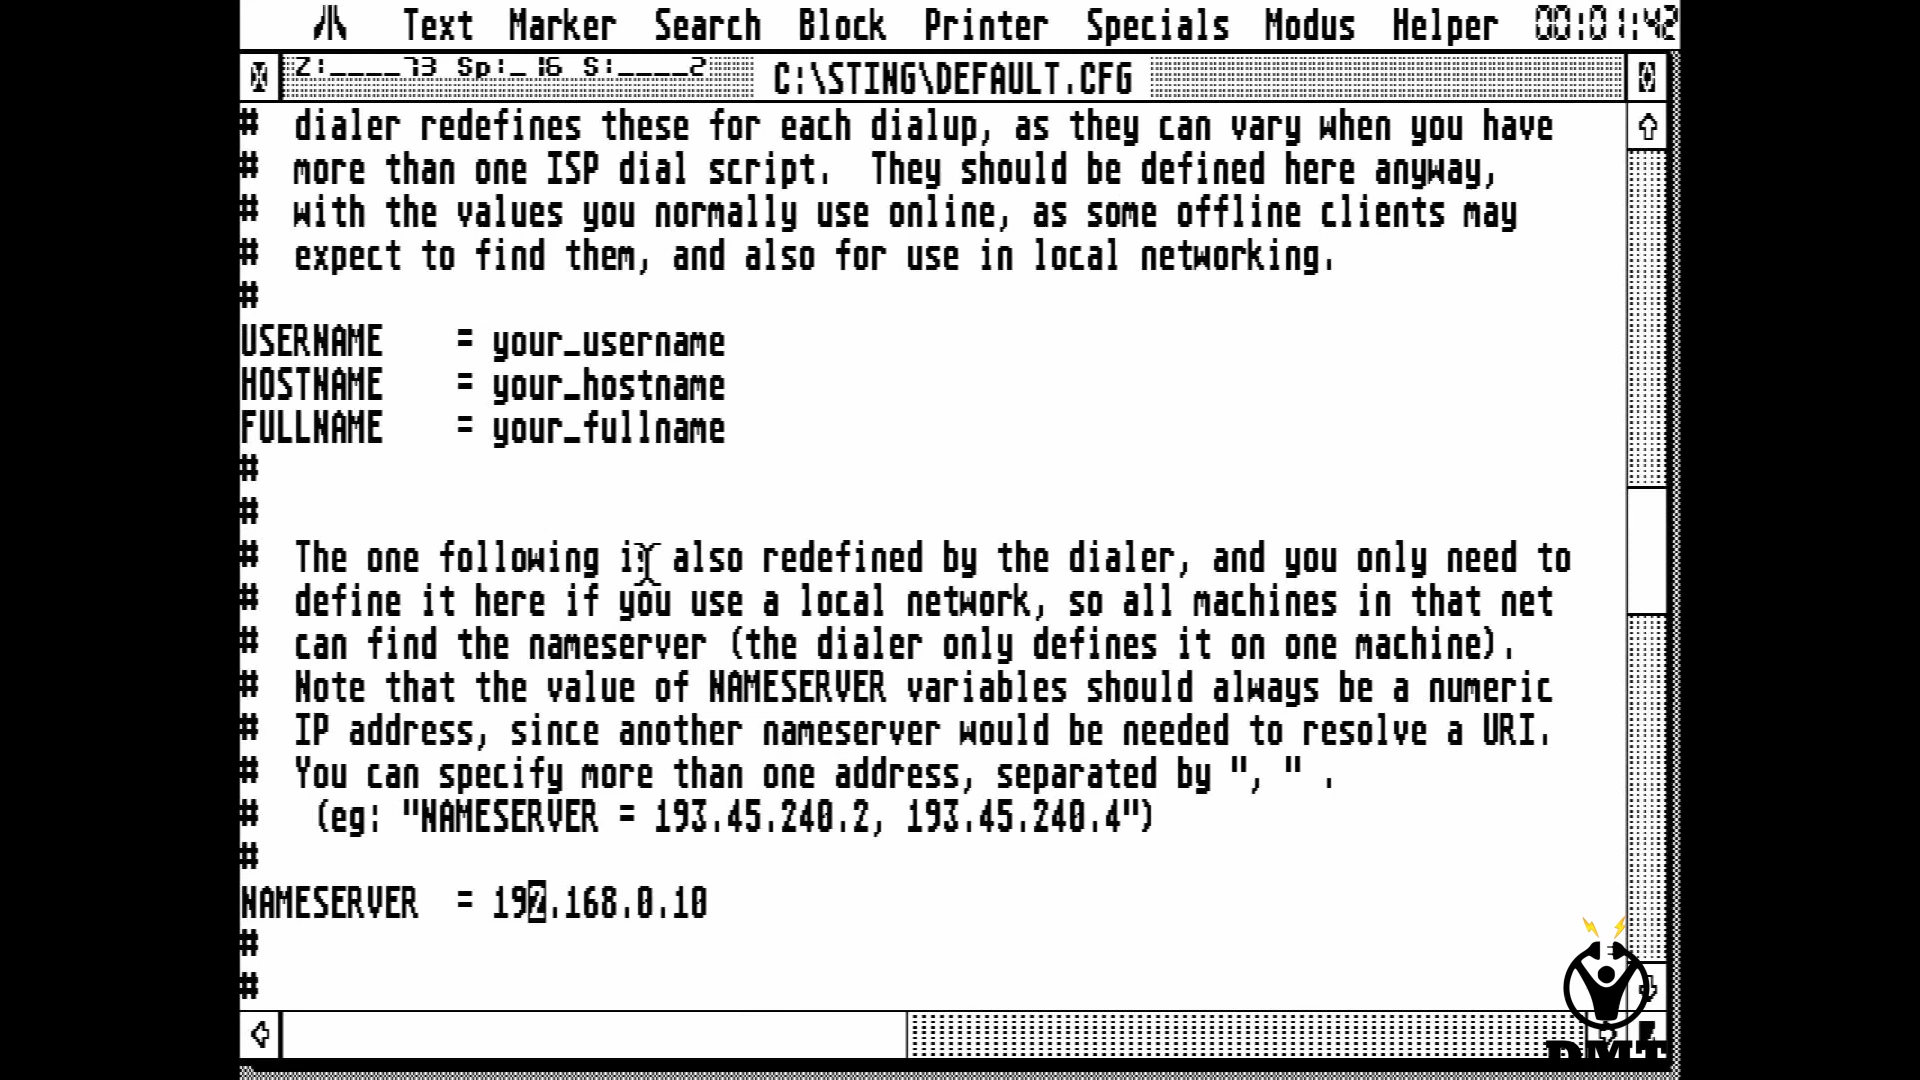 Text Marker Search Block Printer Specials Modus Helper 00:01:42
Z:____73 Sp:_16 S:____2 C:\STING\DEFAULT.CFG
# dialer redefines these for each dialup, as they can vary when you have
# more than one ISP dial script. They should be defined here anyway,
# with the values you normally use online, as some offline clients may
# expect to find them, and also for use in local networking.
#
USERNAME = your_username
HOSTNAME = your_hostname
FULLNAME = your_fullname
#
#
# The one following is also redefined by the dialer, and you only need to
# define it here if you use a local network, so all machines in that net
# can find the nameserver (the dialer only defines it on one machine).
# Note that the value of NAMESERVER variables should always be a numeric
# IP address, since another nameserver would be needed to resolve a URI.
# You can specify more than one address, separated by ", " .
# (eg: "NAMESERVER = 193.45.240.2, 193.45.240.4")
#
NAMESERVER = 192.168.0.10
#
#
DMT